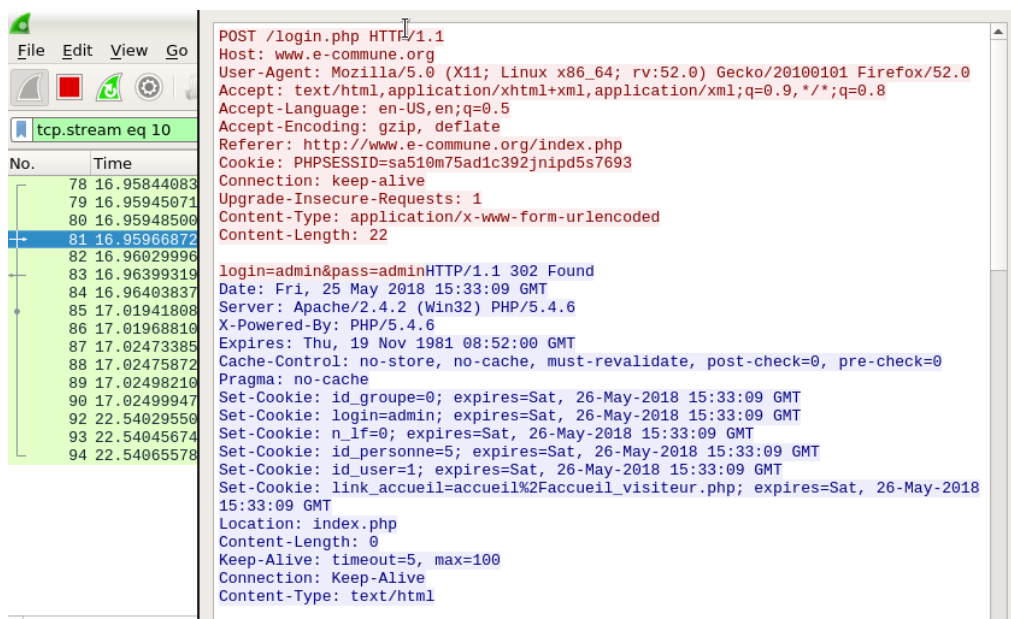 File Edit View Go
tcp.stream eq 10
No. Time
78 16.95844083
79 16.95945071
80 16.95948500
81 16.95966872
82 16.96029996
83 16.96399319
84 16.96403837
85 17.01941808
86 17.01968810
87 17.02473385
88 17.02475872
89 17.02498210
90 17.02499947
92 22.54029550
93 22.54045674
94 22.54065578
POST /login.php HTTP/1.1
Host: www.e-commune.org
User-Agent: Mozilla/5.0 (X11; Linux x86_64; rv:52.0) Gecko/20100101 Firefox/52.0
Accept: text/html,application/xhtml+xml,application/xml;q=0.9,*/*;q=0.8
Accept-Language: en-US,en;q=0.5
Accept-Encoding: gzip, deflate
Referer: http://www.e-commune.org/index.php
Cookie: PHPSESSID=sa510m75ad1c392jnipd5s7693
Connection: keep-alive
Upgrade-Insecure-Requests: 1
Content-Type: application/x-www-form-urlencoded
Content-Length: 22
login=admin&pass=adminHTTP/1.1 302 Found
Date: Fri, 25 May 2018 15:33:09 GMT
Server: Apache/2.4.2 (Win32) PHP/5.4.6
X-Powered-By: PHP/5.4.6
Expires: Thu, 19 Nov 1981 08:52:00 GMT
Cache-Control: no-store, no-cache, must-revalidate, post-check=0, pre-check=0
Pragma: no-cache
Set-Cookie: id_groupe=0; expires=Sat, 26-May-2018 15:33:09 GMT
Set-Cookie: login=admin; expires=Sat, 26-May-2018 15:33:09 GMT
Set-Cookie: n_lf=0; expires=Sat, 26-May-2018 15:33:09 GMT
Set-Cookie: id_personne=5; expires=Sat, 26-May-2018 15:33:09 GMT
Set-Cookie: id_user=1; expires=Sat, 26-May-2018 15:33:09 GMT
Set-Cookie: link_accueil=accueil%2Faccueil_visiteur.php; expires=Sat, 26-May-2018
15:33:09 GMT
Location: index.php
Content-Length: 0
Keep-Alive: timeout=5, max=100
Connection: Keep-Alive
Content-Type: text/html